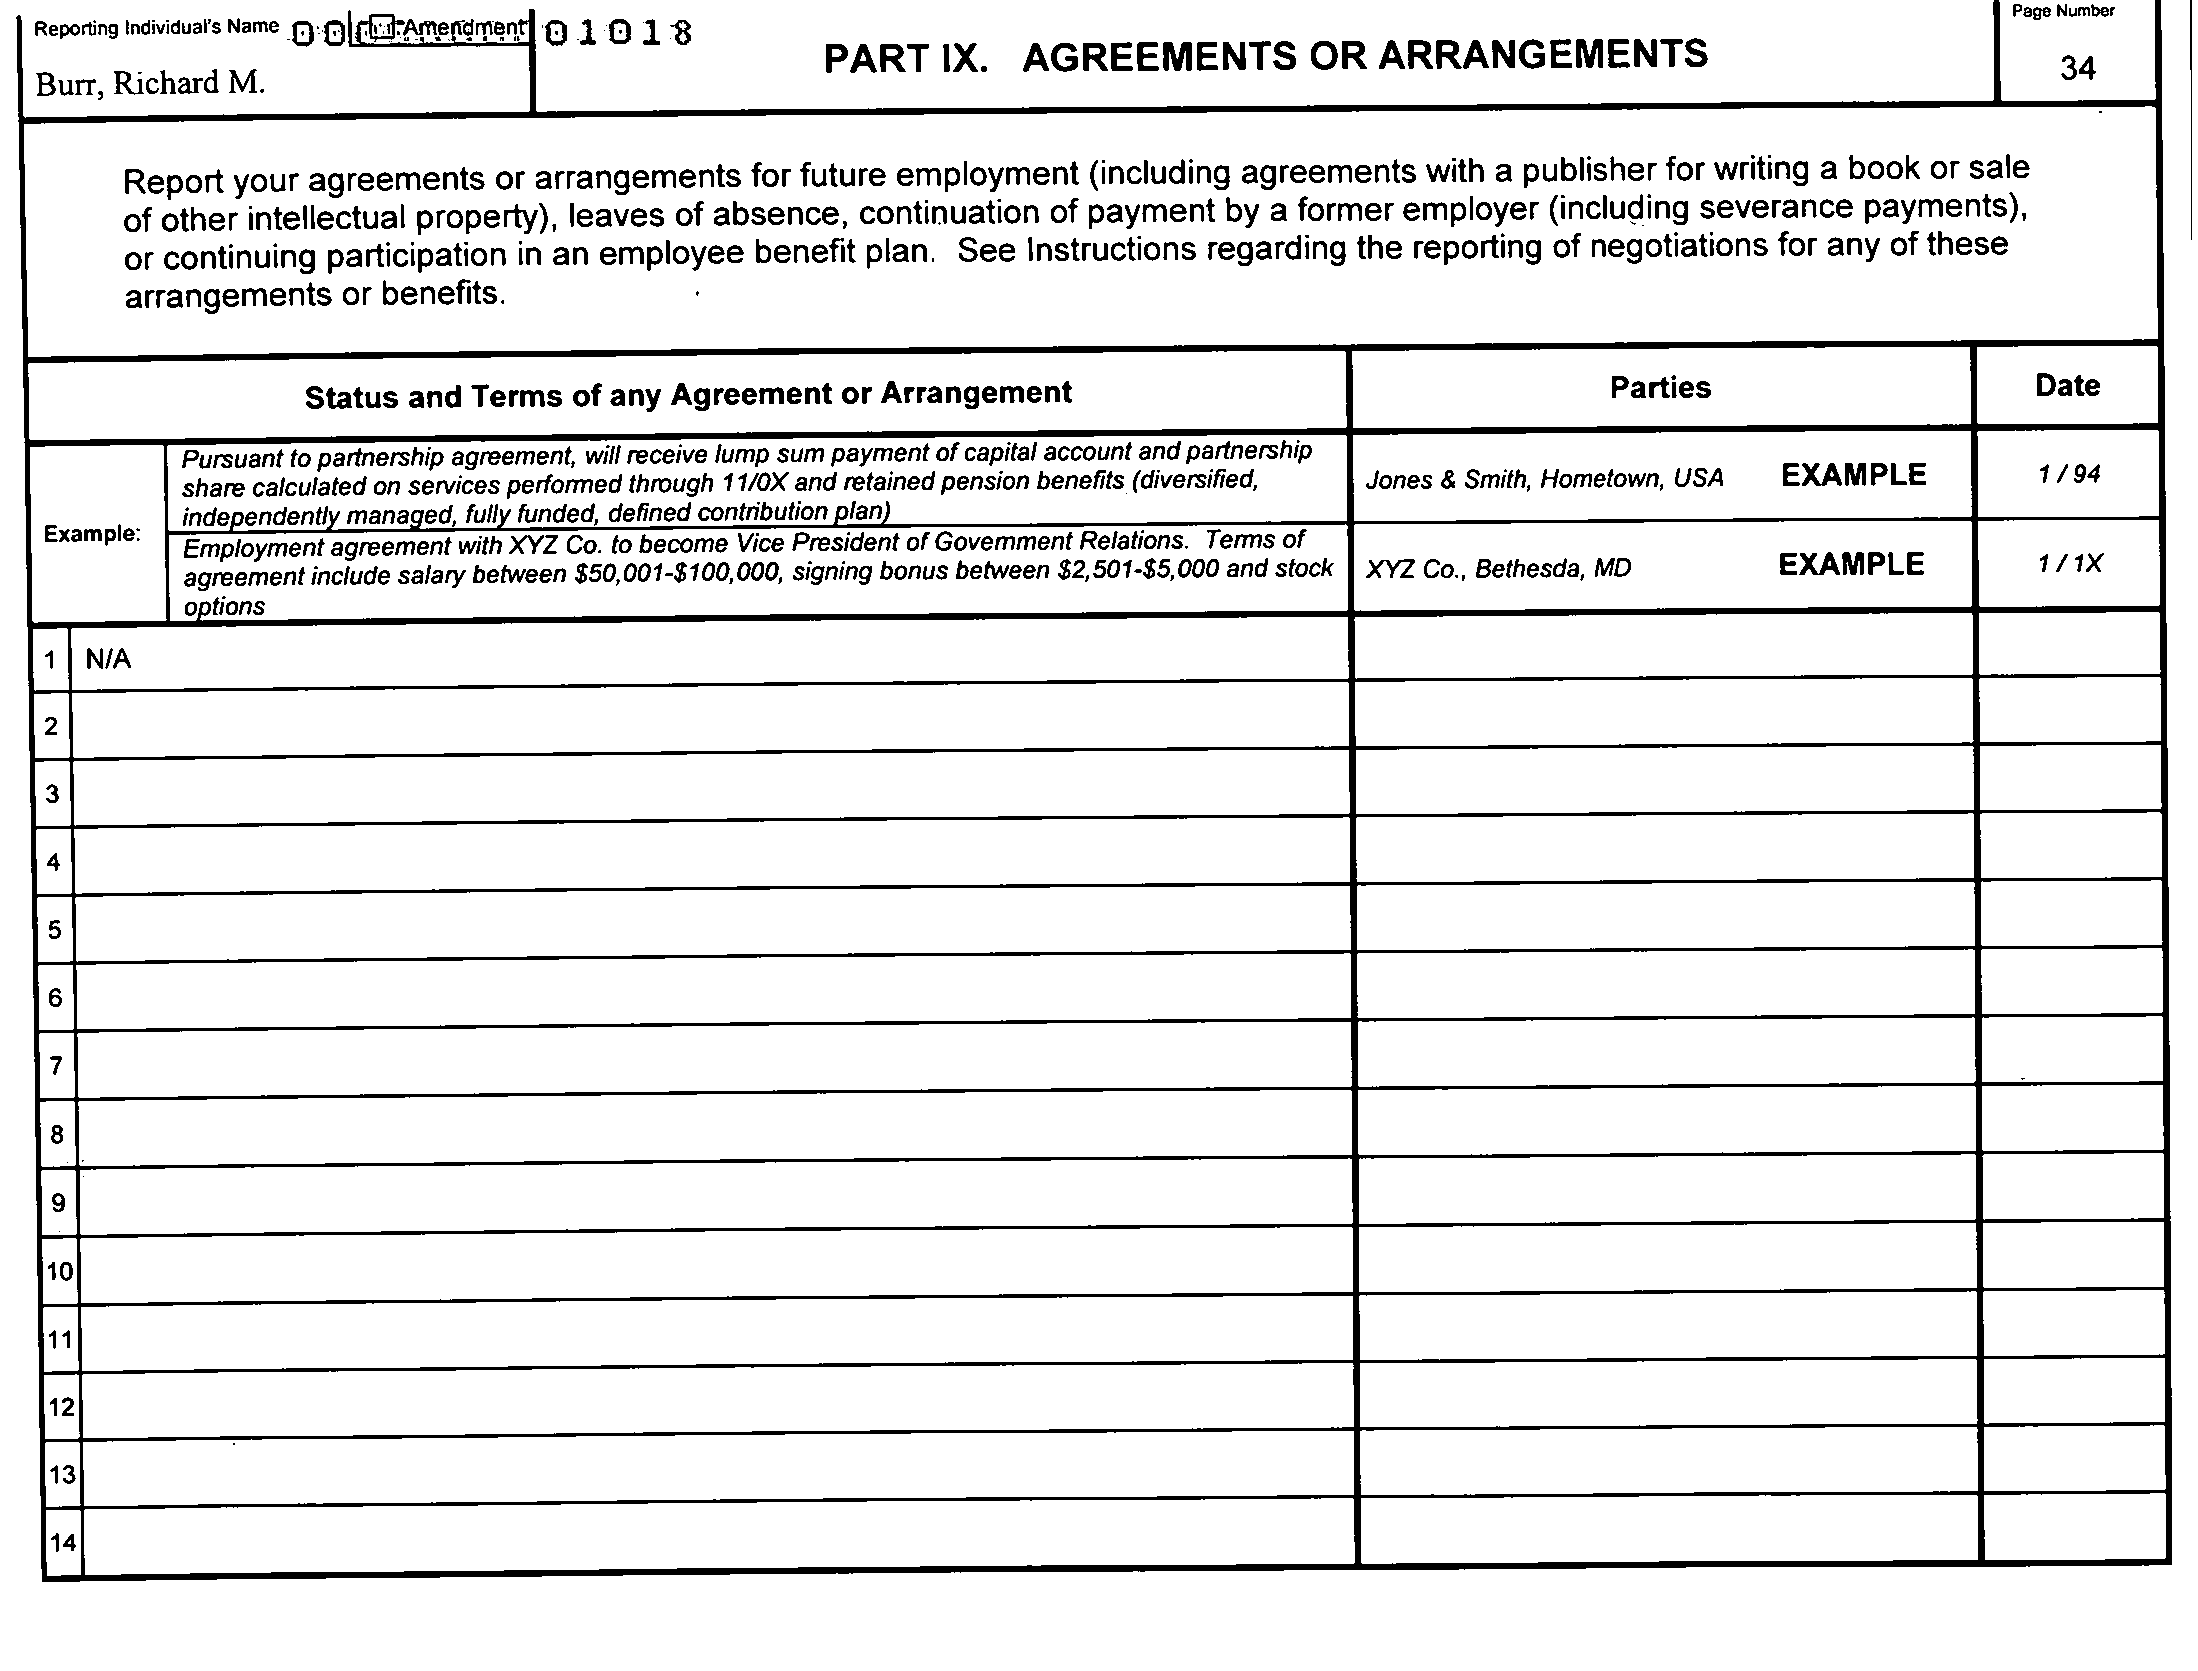 Reporting Individual's Name
Amendment
01018
Burr, Richard M.
PART IX. AGREEMENTS OR ARRANGEMENTS
Page Number
34
Report your agreements or arrangements for future employment (including agreements with a publisher for writing a book or sale
of other intellectual property), leaves of absence, continuation of payment by a former employer (including severance payments),
or continuing participation in an employee benefit plan. See Instructions regarding the reporting of negotiations for any of these
arrangements or benefits.
Status and Terms of any Agreement or Arrangement
Parties
Date
Example:
Pursuant to partnership agreement, will receive lump sum payment of capital account and partnership
share calculated on services performed through 11/0X and retained pension benefits (diversified,
independently managed, fully funded, defined contribution plan)
Jones & Smith, Hometown, USA EXAMPLE
1 / 94
Employment agreement with XYZ Co. to become Vice President of Government Relations. Terms of
agreement include salary between $50,001-$100,000, signing bonus between $2,501-$5,000 and stock
options
XYZ Co., Bethesda, MD EXAMPLE
1 / 1X
1 N/A
2
3
4
5
6
7
8
9
10
11
12
13
14